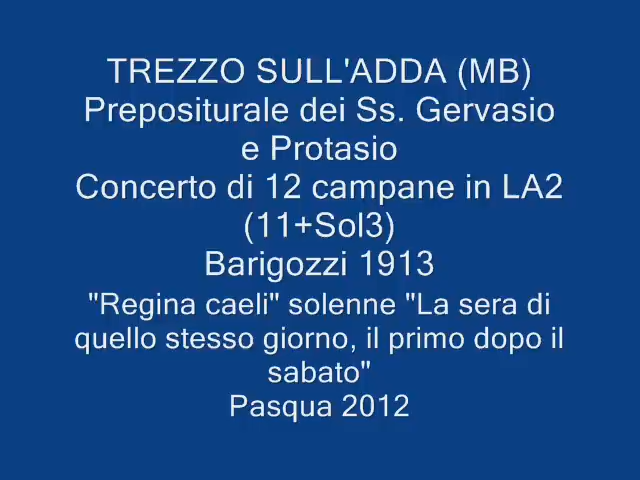 TREZZO SULL'ADDA (MB)
Prepositurale dei Ss. Gervasio
e Protasio
Concerto di 12 campane in LA2
(11+Sol3)
Barigozzi 1913
"Regina caeli" solenne "La sera di
quello stesso giorno, il primo dopo il
sabato"
Pasqua 2012